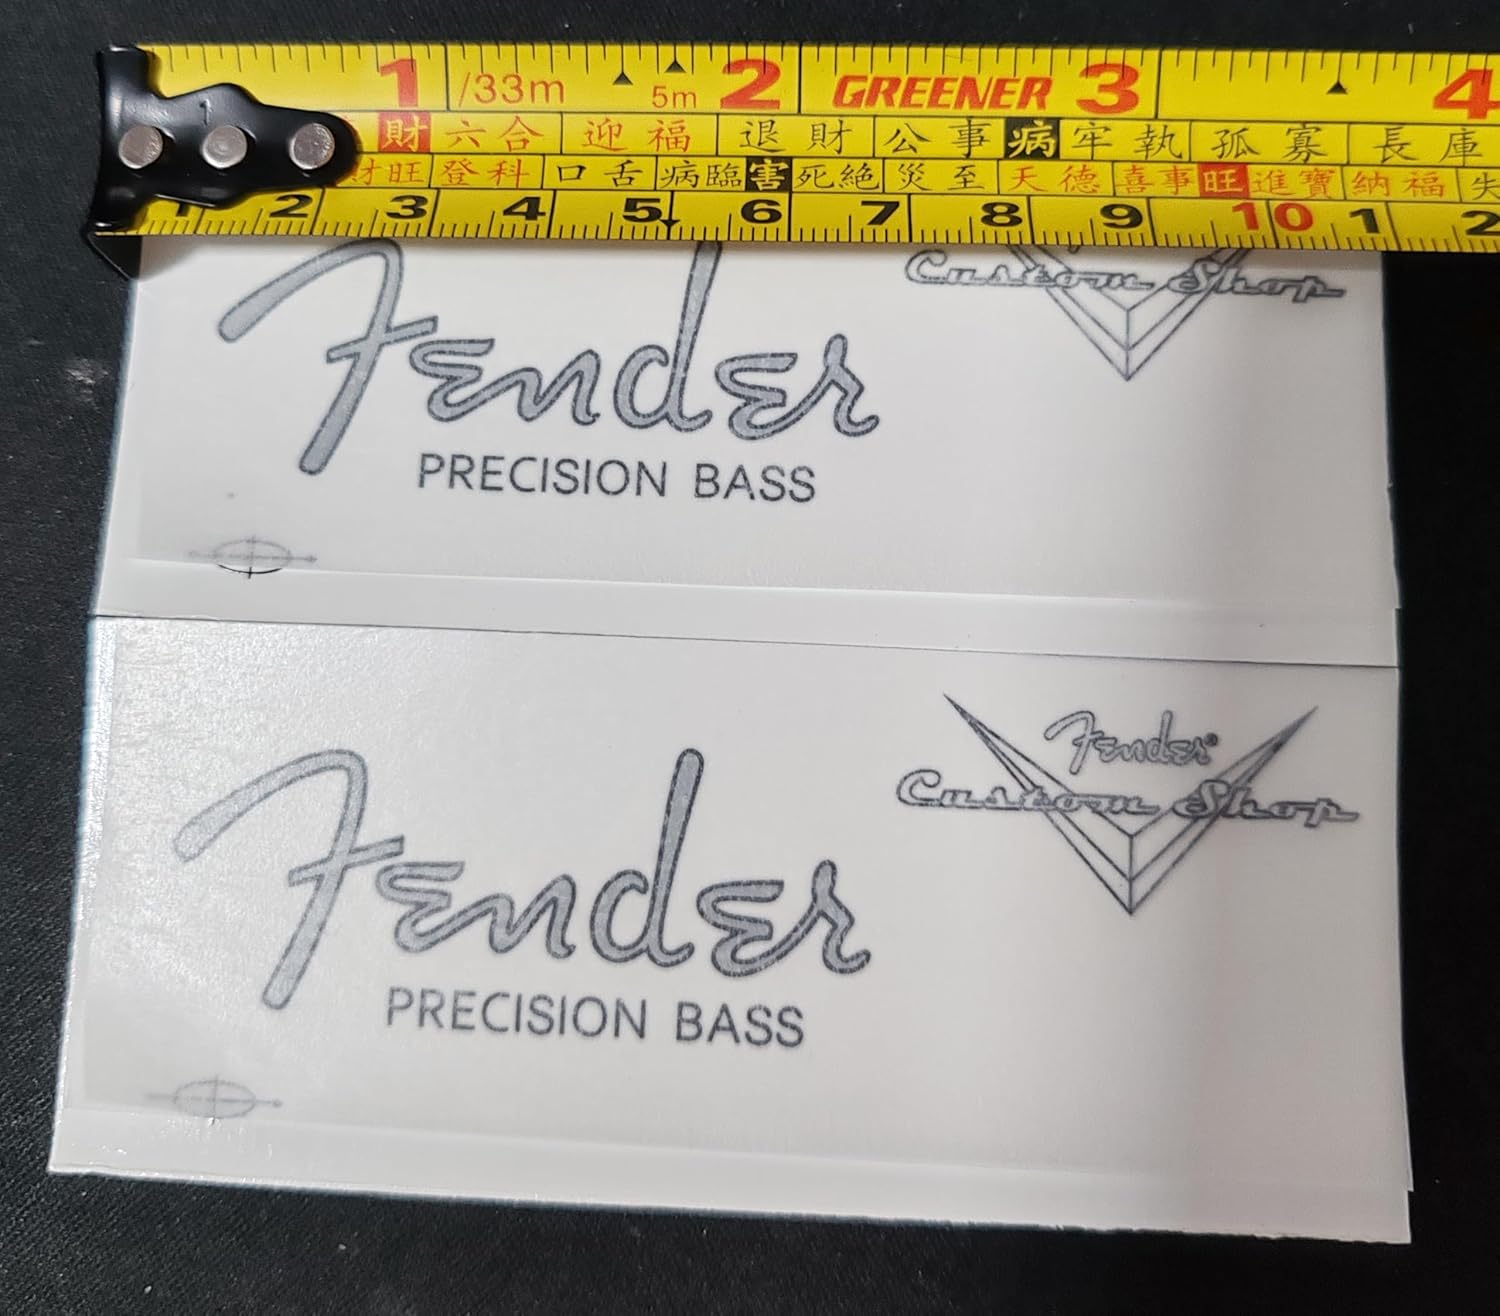 1 /33m 5m 2 GREENER 3 4
1
財 六合 迎福 退財 公事 病 牢執 孤寡 長庫
財旺 登科 口舌 病臨 害 死絶 災至 天德 喜事 旺 進寶 納福 失
1 2 3 4 5 6 7 8 9 10 1 2
Custom Shop
Fender
PRECISION BASS
Fender®
Custom Shop
Fender
PRECISION BASS